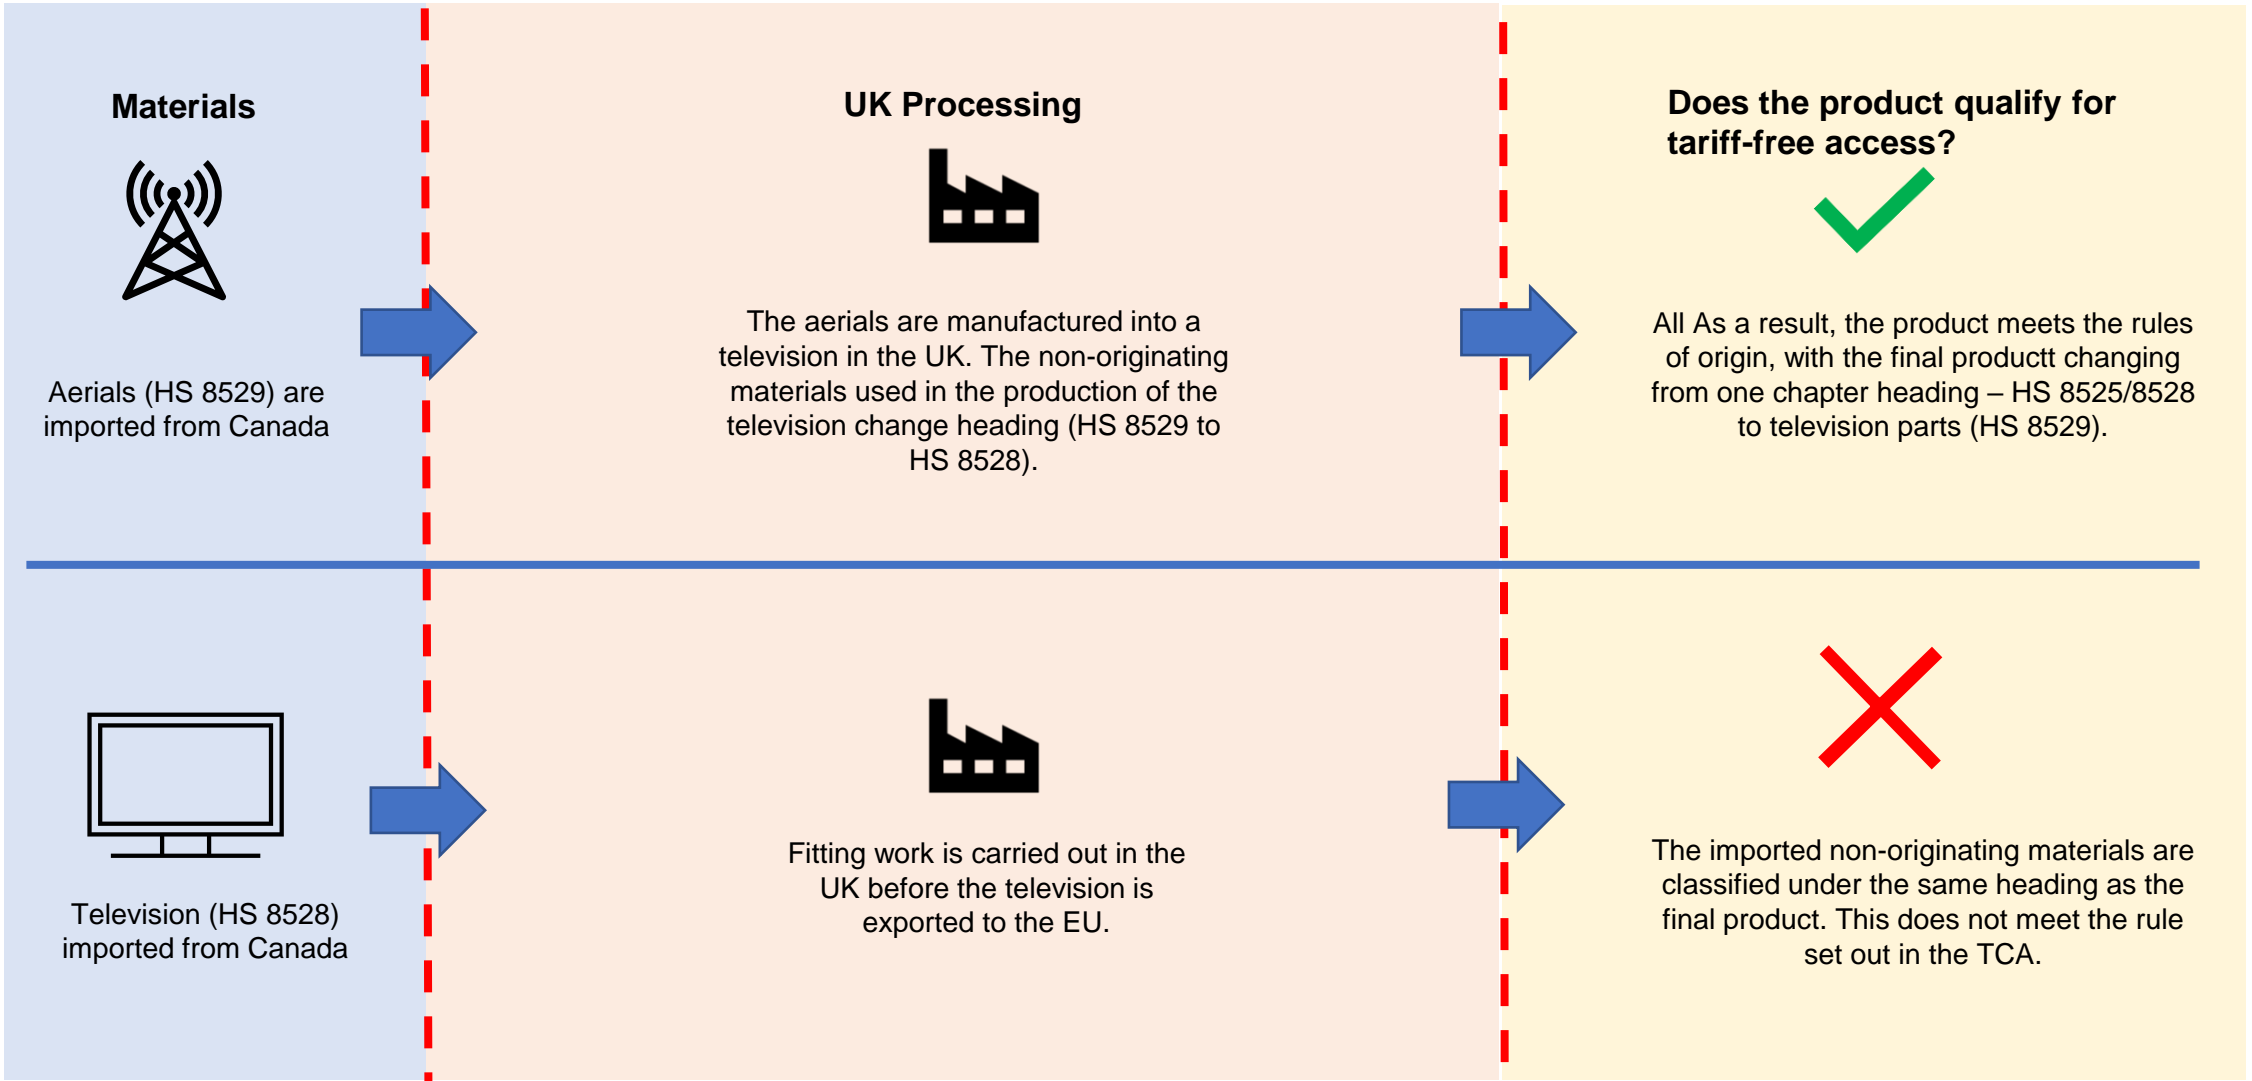 Materials
Aerials (HS 8529) are
imported from Canada
UK Processing
The aerials are manufactured into a
television in the UK. The non-originating
materials used in the production of the
television change heading (HS 8529 to
HS 8528).
Does the product qualify for
tariff-free access?
All As a result, the product meets the rules
of origin, with the final productt changing
from one chapter heading – HS 8525/8528
to television parts (HS 8529).
Television (HS 8528)
imported from Canada
Fitting work is carried out in the
UK before the television is
exported to the EU.
The imported non-originating materials are
classified under the same heading as the
final product. This does not meet the rule
set out in the TCA.